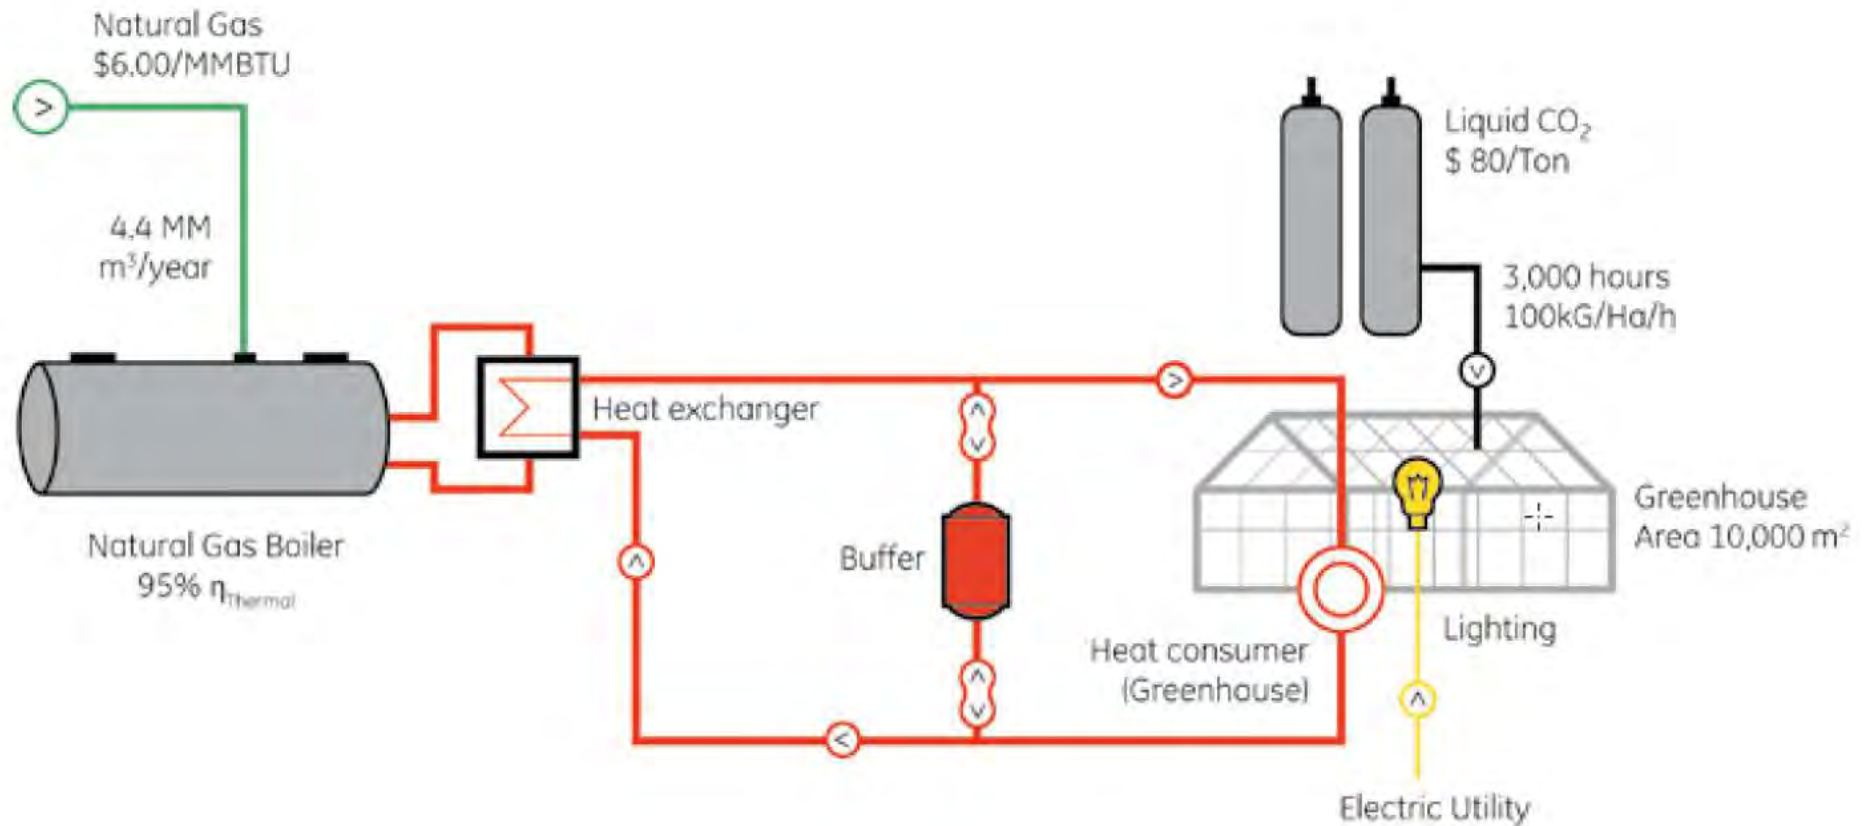 Natural Gas
$6.00/MMBTU
4.4 MM
m³/year
Natural Gas Boiler
95% ηThermal
Heat exchanger
Buffer
Liquid CO₂
$ 80/Ton
3,000 hours
100kG/Ha/h
Greenhouse
Area 10,000 m²
Lighting
Heat consumer
(Greenhouse)
Electric Utility